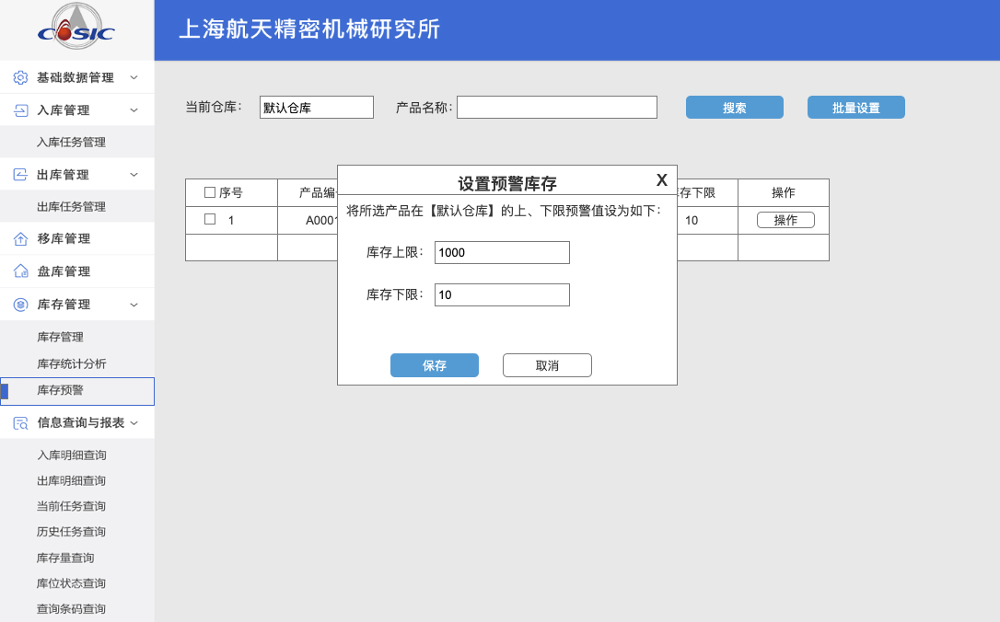 COSIC
上海航天精密机械研究所
基础数据管理
入库管理
入库任务管理
出库管理
出库任务管理
移库管理
盘库管理
库存管理
库存管理
库存统计分析
库存预警
信息查询与报表
入库明细查询
出库明细查询
当前任务查询
历史任务查询
库存量查询
库位状态查询
查询条码查询
当前仓库： 默认仓库 产品名称： 搜索 批量设置
序号 产品编 存下限 操作
1 A0001 10 操作
设置预警库存 X
将所选产品在【默认仓库】的上、下限预警值设为如下：
库存上限： 1000
库存下限： 10
保存 取消